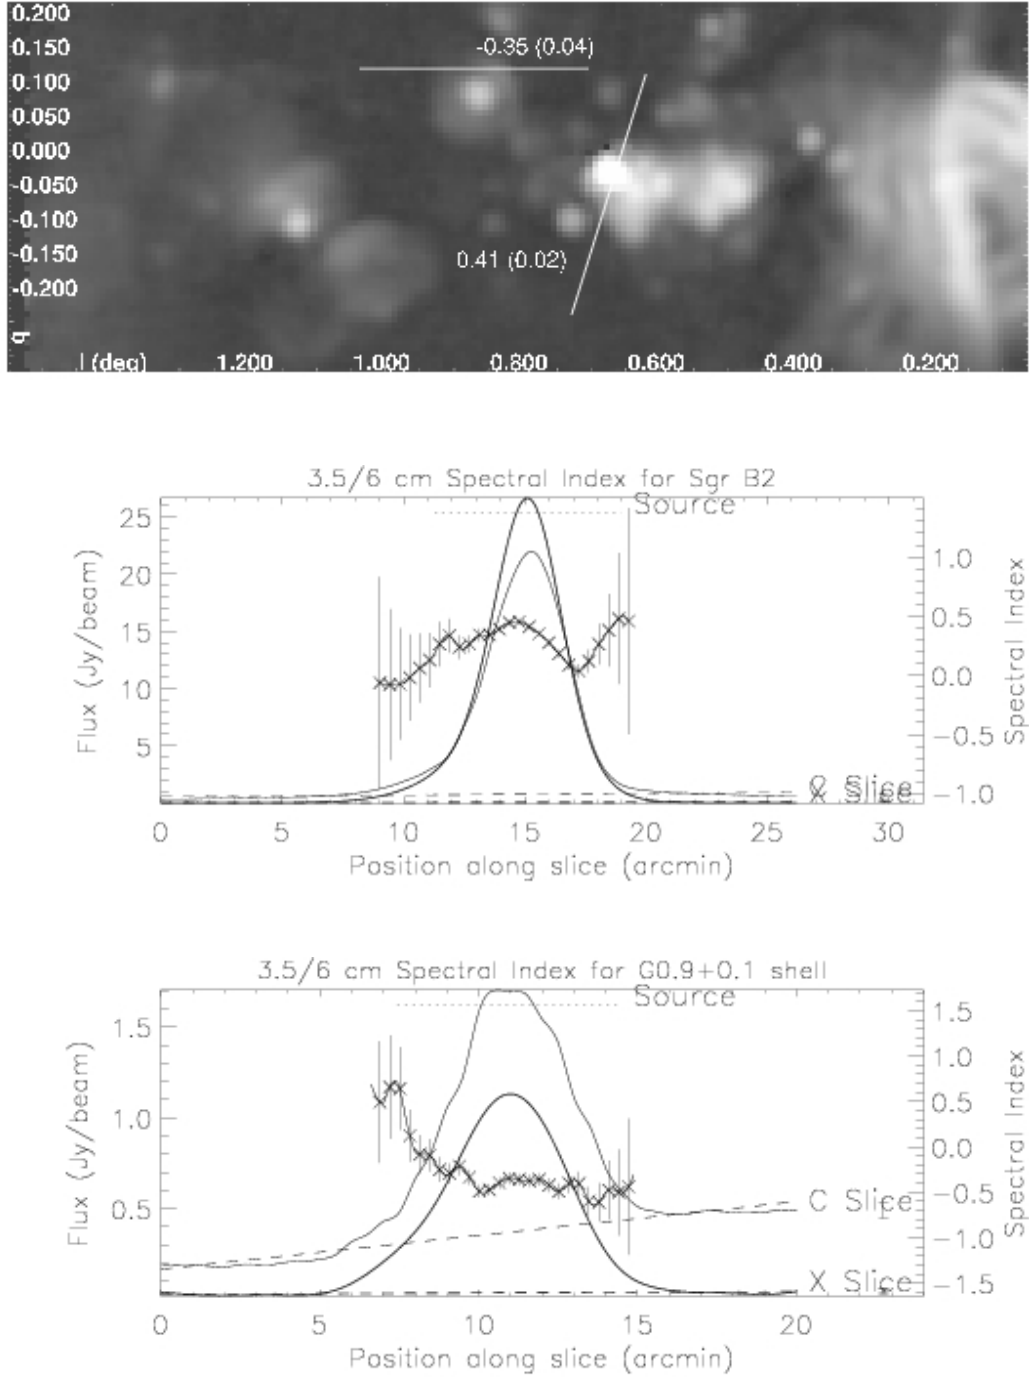 0.200
0.150
-0.35 (0.04)
0.100
0.050
0.000
-0.050
-0.100
-0.150
0.41 (0.02)
-0.200
b
l (deg) 1.200 1.000 0.800 0.600 0.400 0.200
3.5/6 cm Spectral Index for Sgr B2
Source
25
20
15
10
5
Flux (Jy/beam)
1.0
0.5
0.0
-0.5
-1.0
Spectral Index
C Slice
X Slice
0 5 10 15 20 25 30
Position along slice (arcmin)
3.5/6 cm Spectral Index for G0.9+0.1 shell
Source
1.5
1.0
0.5
Flux (Jy/beam)
1.5
1.0
0.5
0.0
-0.5
-1.0
-1.5
Spectral Index
C Slice
X Slice
0 5 10 15 20
Position along slice (arcmin)